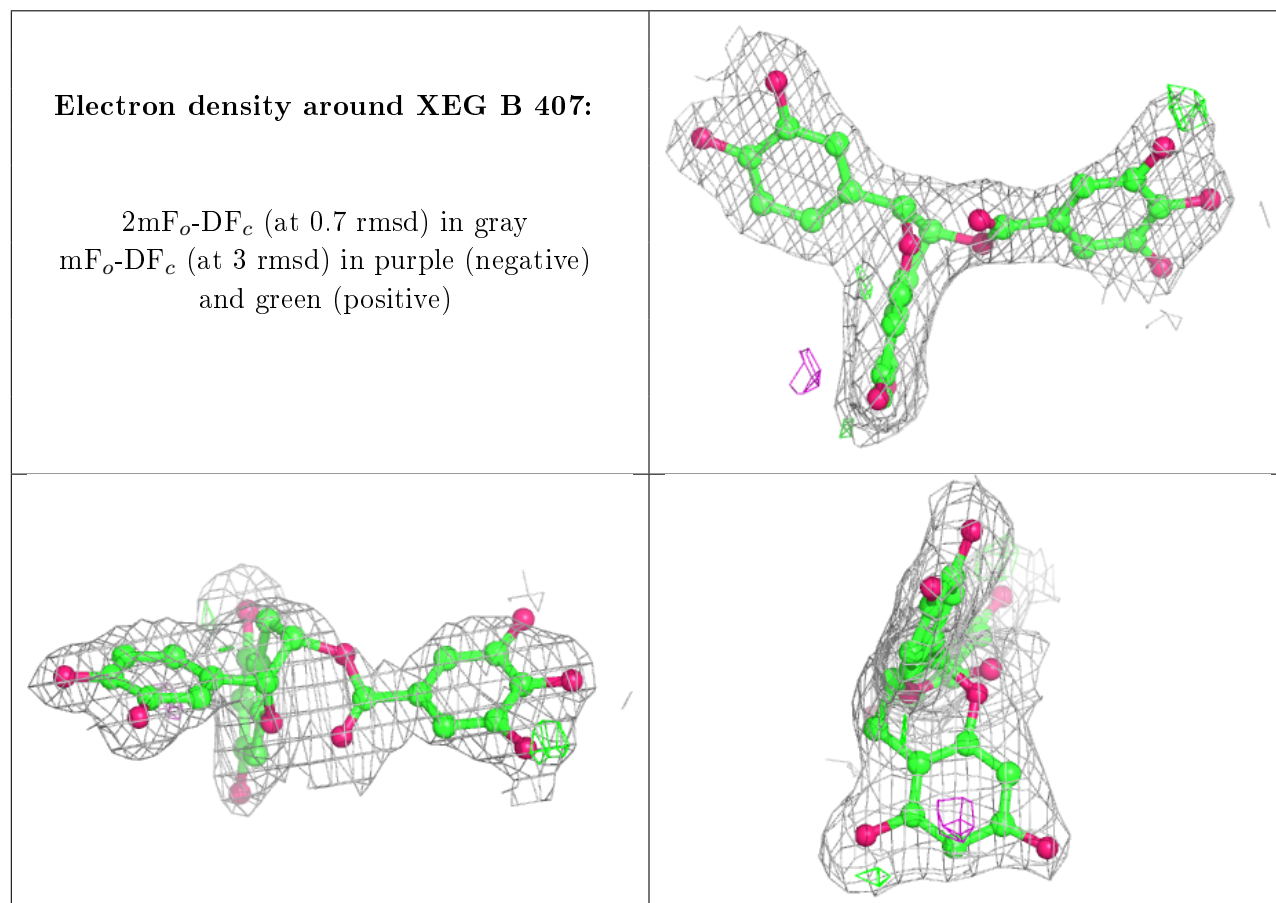 Electron density around XEG B 407:
2mFo-DFc (at 0.7 rmsd) in gray
mFo-DFc (at 3 rmsd) in purple (negative)
and green (positive)